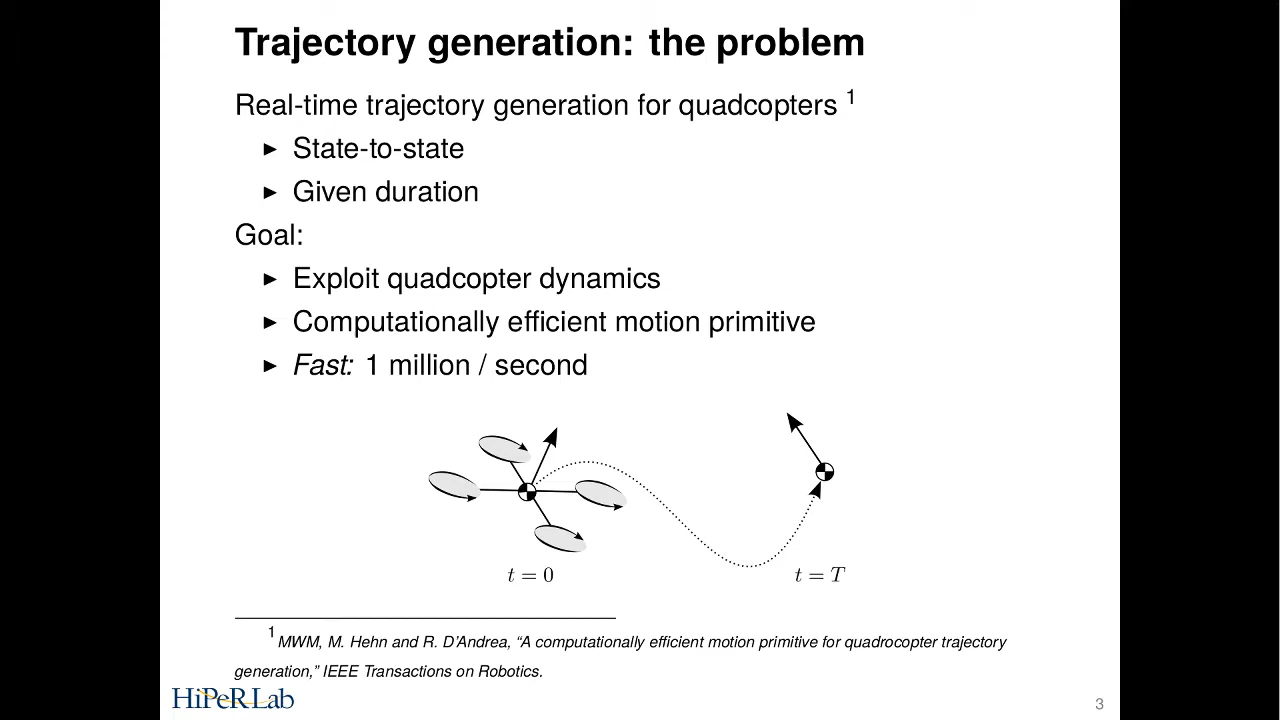 Trajectory generation: the problem
Real-time trajectory generation for quadcopters 1
► State-to-state
► Given duration
Goal:
► Exploit quadcopter dynamics
► Computationally efficient motion primitive
► Fast: 1 million / second
t = 0
t = T
1 MWM, M. Hehn and R. D'Andrea, “A computationally efficient motion primitive for quadrocopter trajectory
generation,” IEEE Transactions on Robotics.
HiPeRLab
3